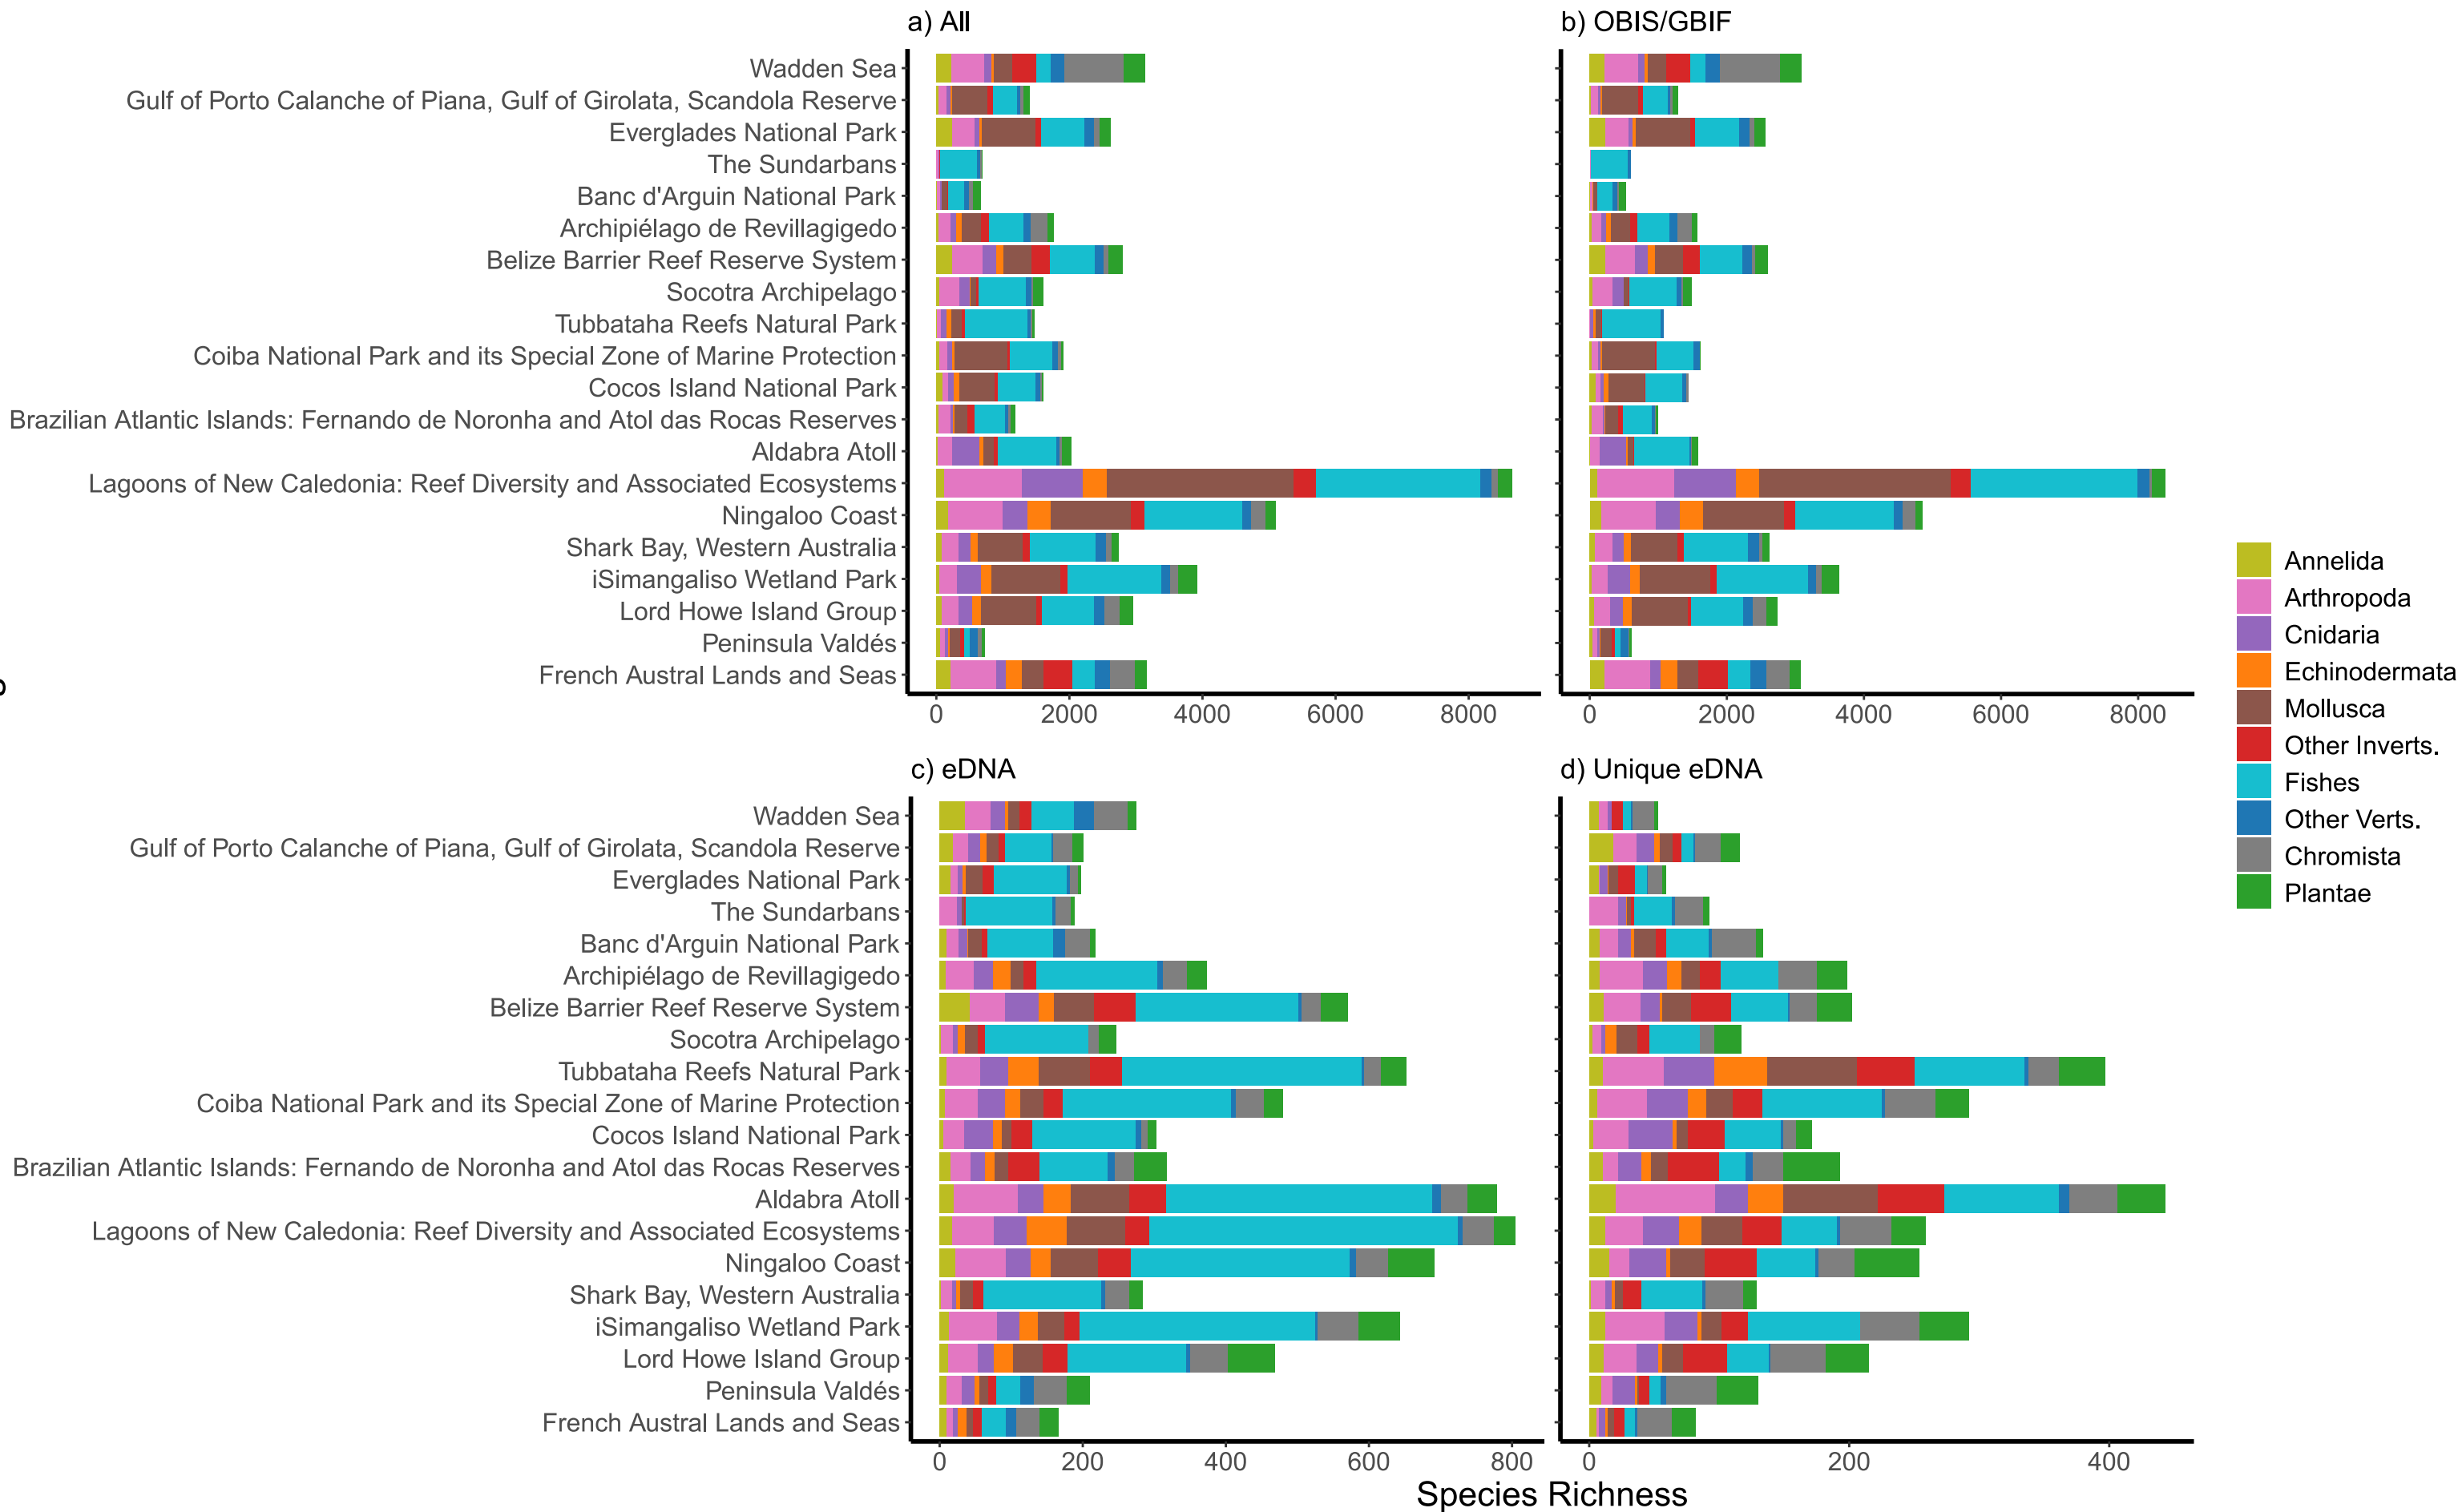 a) All
b) OBIS/GBIF
Wadden Sea
Gulf of Porto Calanche of Piana, Gulf of Girolata, Scandola Reserve
Everglades National Park
The Sundarbans
Banc d'Arguin National Park
Archipiélago de Revillagigedo
Belize Barrier Reef Reserve System
Socotra Archipelago
Tubbataha Reefs Natural Park
Coiba National Park and its Special Zone of Marine Protection
Cocos Island National Park
Brazilian Atlantic Islands: Fernando de Noronha and Atol das Rocas Reserves
Aldabra Atoll
Lagoons of New Caledonia: Reef Diversity and Associated Ecosystems
Ningaloo Coast
Shark Bay, Western Australia
iSimangaliso Wetland Park
Lord Howe Island Group
Peninsula Valdés
French Austral Lands and Seas
0 2000 4000 6000 8000
0 2000 4000 6000 8000
Annelida
Arthropoda
Cnidaria
Echinodermata
Mollusca
Other Inverts.
Fishes
Other Verts.
Chromista
Plantae
c) eDNA
d) Unique eDNA
Wadden Sea
Gulf of Porto Calanche of Piana, Gulf of Girolata, Scandola Reserve
Everglades National Park
The Sundarbans
Banc d'Arguin National Park
Archipiélago de Revillagigedo
Belize Barrier Reef Reserve System
Socotra Archipelago
Tubbataha Reefs Natural Park
Coiba National Park and its Special Zone of Marine Protection
Cocos Island National Park
Brazilian Atlantic Islands: Fernando de Noronha and Atol das Rocas Reserves
Aldabra Atoll
Lagoons of New Caledonia: Reef Diversity and Associated Ecosystems
Ningaloo Coast
Shark Bay, Western Australia
iSimangaliso Wetland Park
Lord Howe Island Group
Peninsula Valdés
French Austral Lands and Seas
0 200 400 600 800
0 200 400
Species Richness